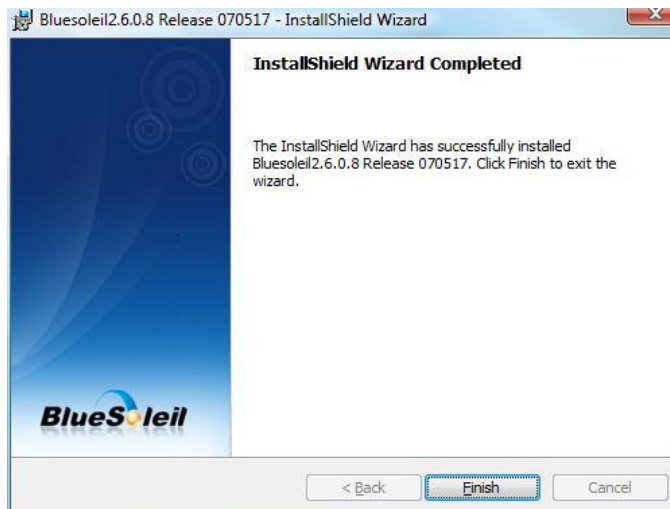 Bluesoleil2.6.0.8 Release 070517 - InstallShield Wizard
InstallShield Wizard Completed
The InstallShield Wizard has successfully installed
Bluesoleil2.6.0.8 Release 070517. Click Finish to exit the
wizard.
BlueSoleil
< Back
Finish
Cancel